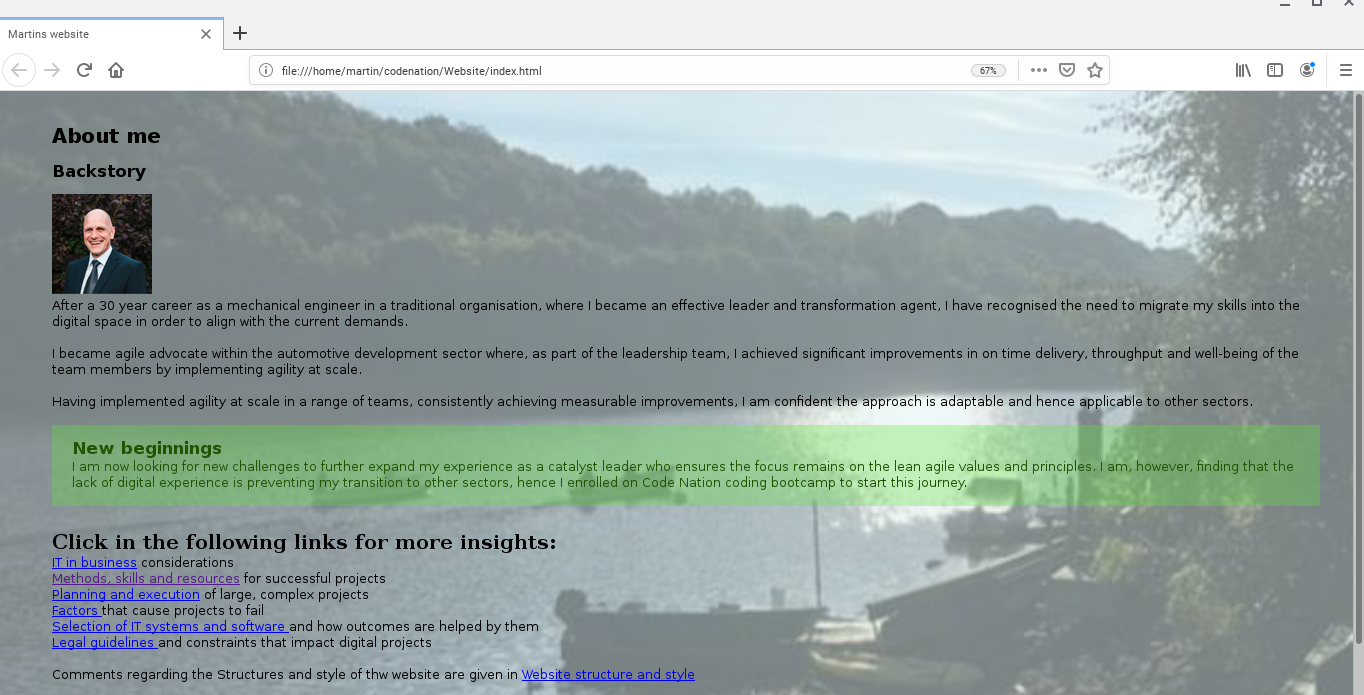 Martins website
file:///home/martin/codenation/Website/index.html
67%
About me
Backstory
After a 30 year career as a mechanical engineer in a traditional organisation, where I became an effective leader and transformation agent, I have recognised the need to migrate my skills into the
digital space in order to align with the current demands.
I became agile advocate within the automotive development sector where, as part of the leadership team, I achieved significant improvements in on time delivery, throughput and well-being of the
team members by implementing agility at scale.
Having implemented agility at scale in a range of teams, consistently achieving measurable improvements, I am confident the approach is adaptable and hence applicable to other sectors.
New beginnings
I am now looking for new challenges to further expand my experience as a catalyst leader who ensures the focus remains on the lean agile values and principles. I am, however, finding that the
lack of digital experience is preventing my transition to other sectors, hence I enrolled on Code Nation coding bootcamp to start this journey.
Click in the following links for more insights:
IT in business considerations
Methods, skills and resources for successful projects
Planning and execution of large, complex projects
Factors that cause projects to fail
Selection of IT systems and software and how outcomes are helped by them
Legal guidelines and constraints that impact digital projects
Comments regarding the Structures and style of thw website are given in Website structure and style